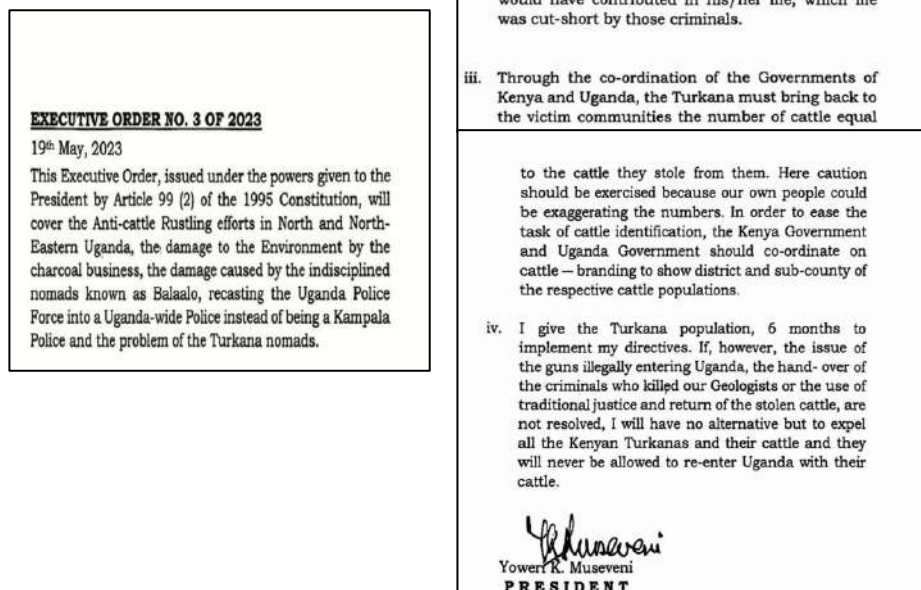 EXECUTIVE ORDER NO. 3 OF 2023
19th May, 2023
This Executive Order, issued under the powers given to the
President by Article 99 (2) of the 1995 Constitution, will
cover the Anti-cattle Rustling efforts in North and North-
Eastern Uganda, the damage to the Environment by the
charcoal business, the damage caused by the indisciplined
nomads known as Balaalo, recasting the Uganda Police
Force into a Uganda-wide Police instead of being a Kampala
Police and the problem of the Turkana nomads.
would have contributed in his/her life, which life
was cut-short by those criminals.
iii. Through the co-ordination of the Governments of
Kenya and Uganda, the Turkana must bring back to
the victim communities the number of cattle equal
to the cattle they stole from them. Here caution
should be exercised because our own people could
be exaggerating the numbers. In order to ease the
task of cattle identification, the Kenya Government
and Uganda Government should co-ordinate on
cattle — branding to show district and sub-county of
the respective cattle populations.
iv. I give the Turkana population, 6 months to
implement my directives. If, however, the issue of
the guns illegally entering Uganda, the hand- over of
the criminals who killed our Geologists or the use of
traditional justice and return of the stolen cattle, are
not resolved, I will have no alternative but to expel
all the Kenyan Turkanas and their cattle and they
will never be allowed to re-enter Uganda with their
cattle.
YKMuseveni
Yoweri K. Museveni
PRESIDENT